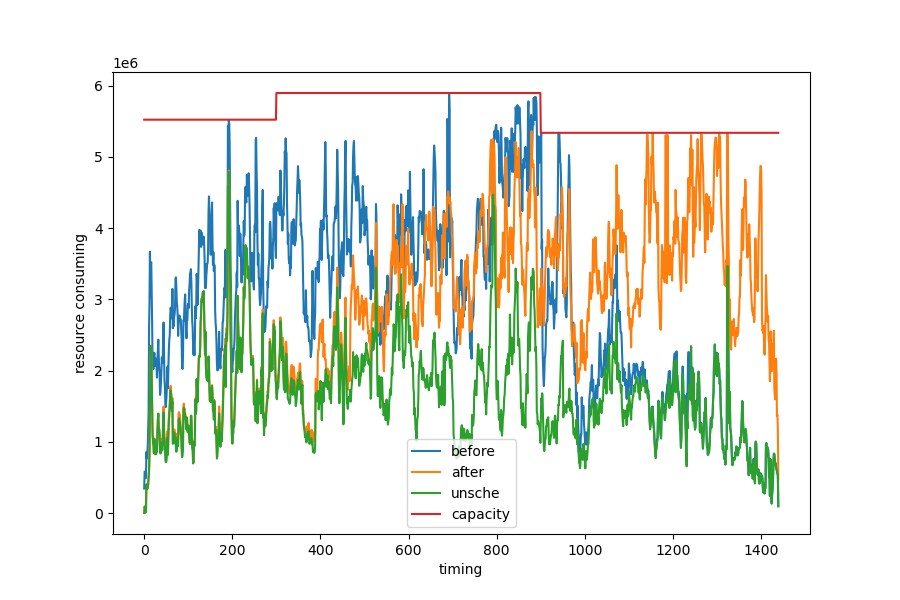 1e6
6
5
4
3
2
1
0
resource consuming
before
after
unsche
capacity
0 200 400 600 800 1000 1200 1400
timing